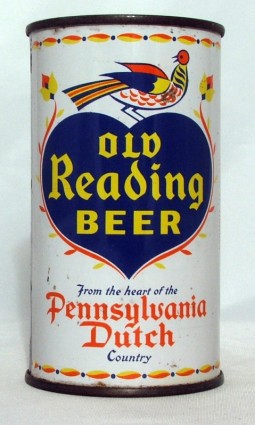 OLD
Reading
BEER
From the heart of the
Pennsylvania
Dutch
Country